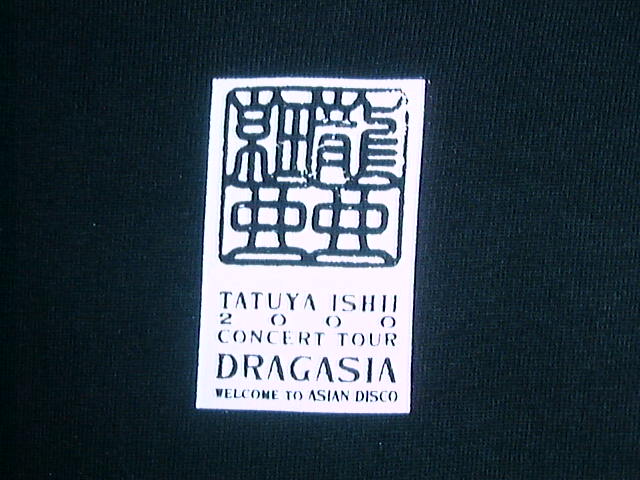 TATUYA ISHII
2000
CONCERT TOUR
DRAGASIA
WELCOME TO ASIAN DISCO